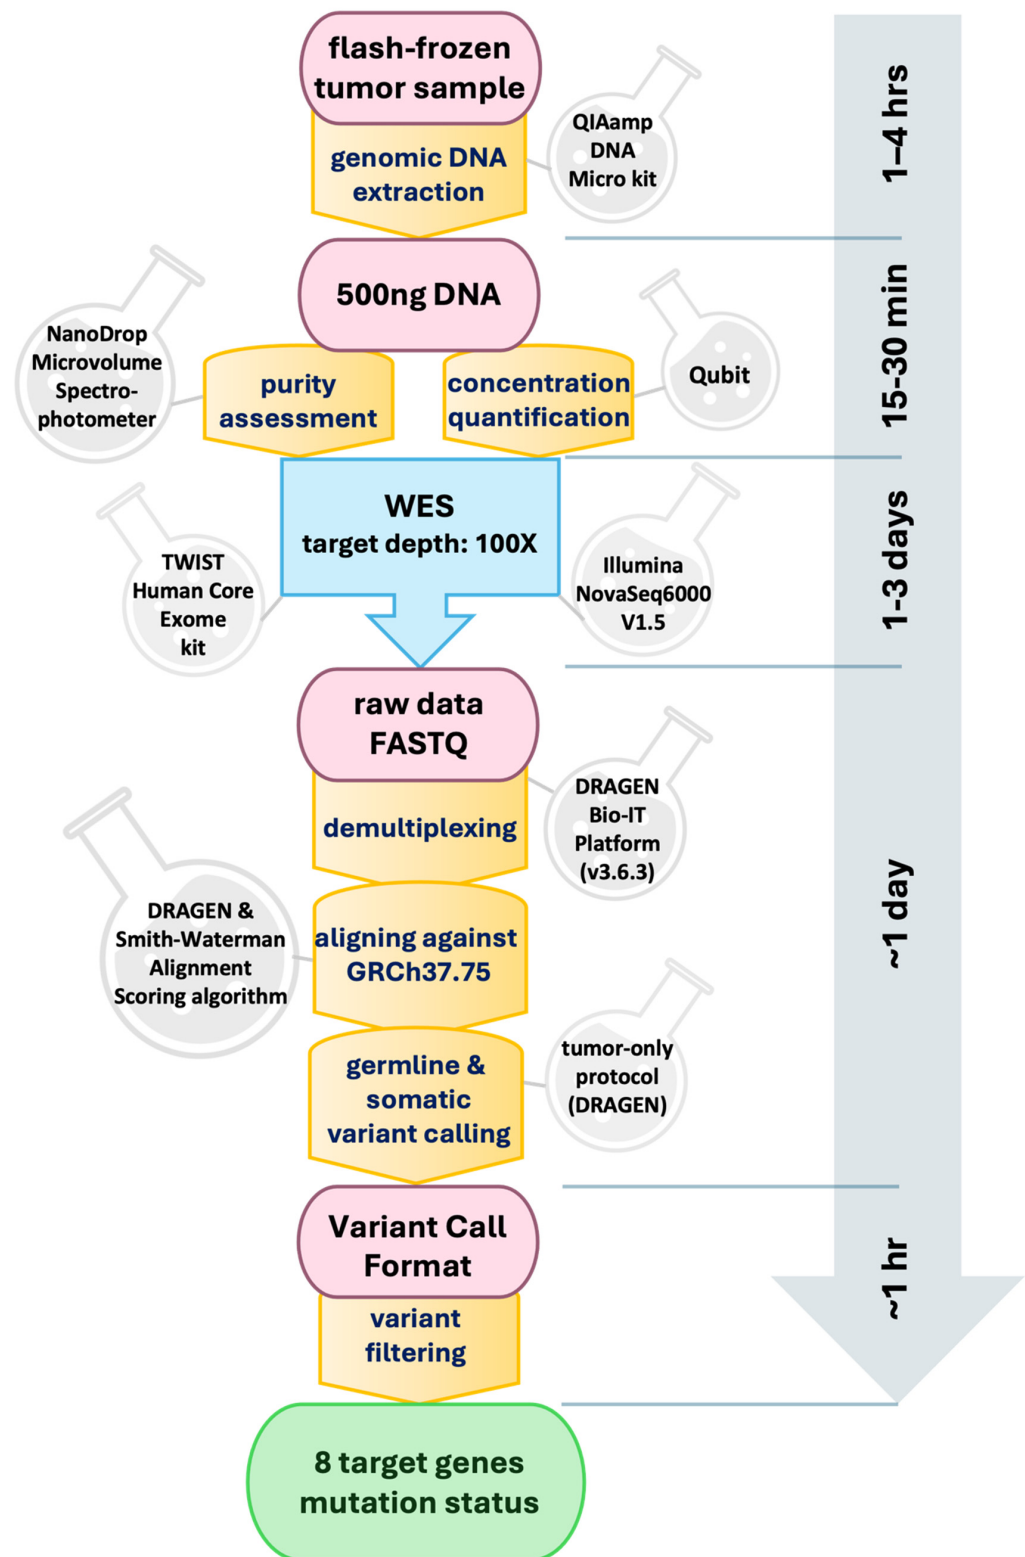 flash-frozen
tumor sample
1–4 hrs
genomic DNA
extraction
QIAamp
DNA
Micro kit
500ng DNA
15-30 min
NanoDrop
Microvolume
Spectro-
photometer
purity
assessment
concentration
quantification
Qubit
WES
target depth: 100X
1-3 days
TWIST
Human Core
Exome
kit
Illumina
NovaSeq6000
V1.5
raw data
FASTQ
demultiplexing
DRAGEN
Bio-IT
Platform
(v3.6.3)
~1 day
DRAGEN &
Smith-Waterman
Alignment
Scoring algorithm
aligning against
GRCh37.75
germline &
somatic
variant calling
tumor-only
protocol
(DRAGEN)
Variant Call
Format
~1 hr
variant
filtering
8 target genes
mutation status